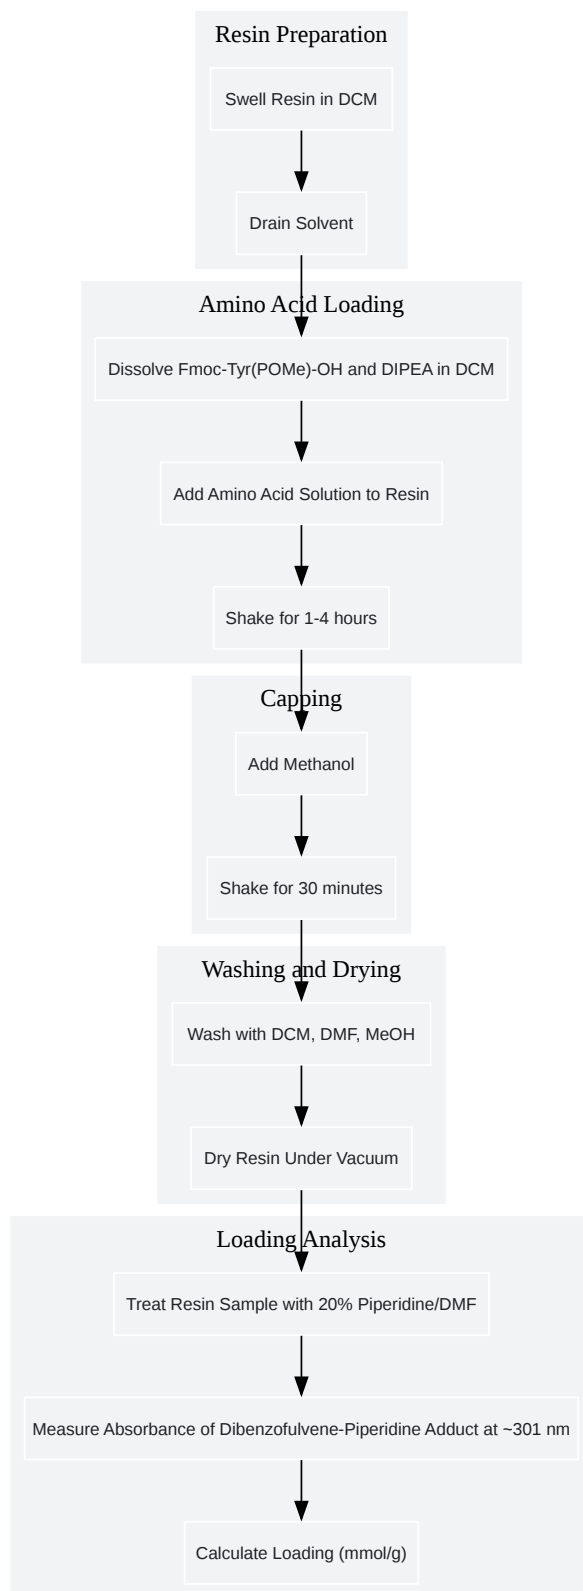 Resin Preparation
Swell Resin in DCM
Drain Solvent
Amino Acid Loading
Dissolve Fmoc-Tyr(POMe)-OH and DIPEA in DCM
Add Amino Acid Solution to Resin
Shake for 1-4 hours
Capping
Add Methanol
Shake for 30 minutes
Washing and Drying
Wash with DCM, DMF, MeOH
Dry Resin Under Vacuum
Loading Analysis
Treat Resin Sample with 20% Piperidine/DMF
Measure Absorbance of Dibenzofulvene-Piperidine Adduct at ~301 nm
Calculate Loading (mmol/g)